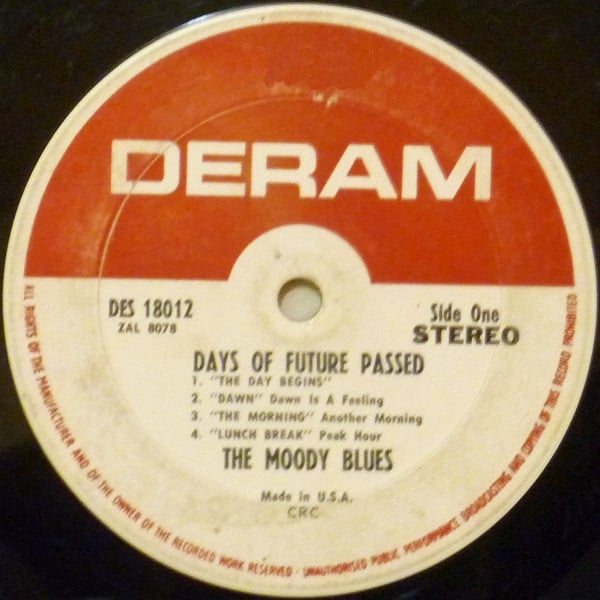 DERAM
DES 18012
ZAL 8078
Side One
STEREO
DAYS OF FUTURE PASSED
1. "THE DAY BEGINS"
2. "DAWN" Dawn Is A Feeling
3. "THE MORNING" Another Morning
4. "LUNCH BREAK" Peak Hour
THE MOODY BLUES
Made in U.S.A.
CRC
ALL RIGHTS OF THE MANUFACTURER AND OF THE OWNER OF THE RECORDED WORK RESERVED - UNAUTHORISED PUBLIC PERFORMANCE BROADCASTING AND COPYING OF THIS RECORD PROHIBITED